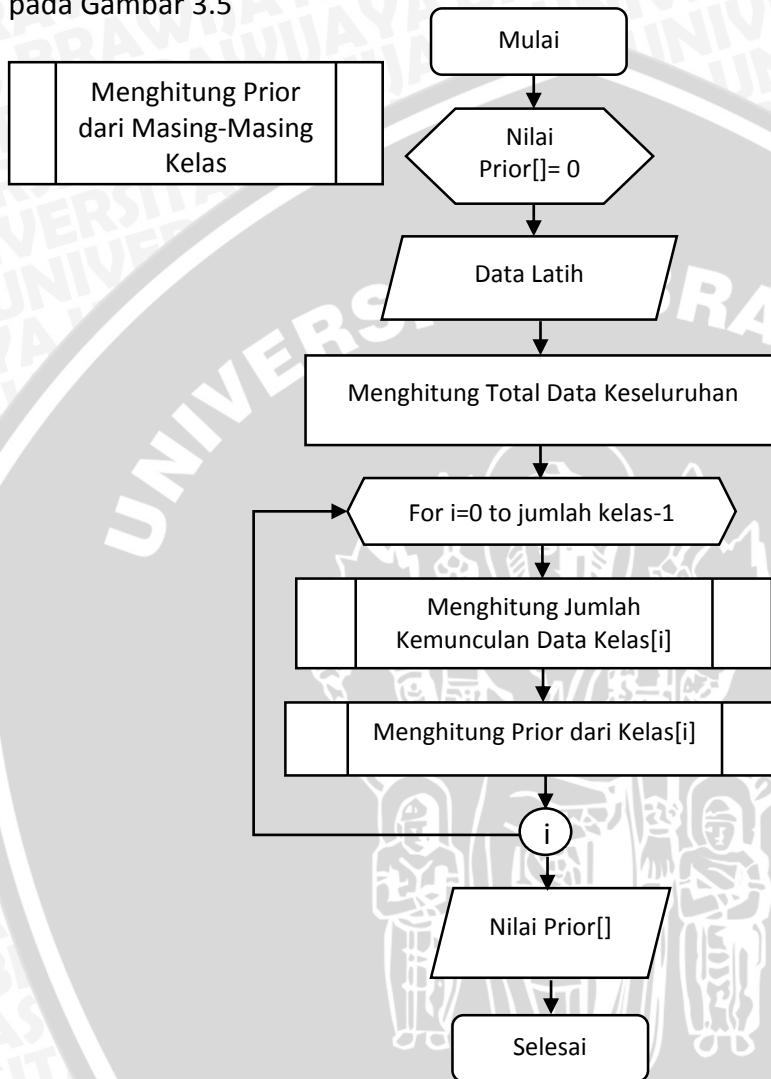 pada Gambar 3.5
Mulai
Menghitung Prior
dari Masing-Masing
Kelas
Nilai
Prior[]= 0
Data Latih
Menghitung Total Data Keseluruhan
For i=0 to jumlah kelas-1
Menghitung Jumlah
Kemunculan Data Kelas[i]
Menghitung Prior dari Kelas[i]
i
Nilai Prior[]
Selesai